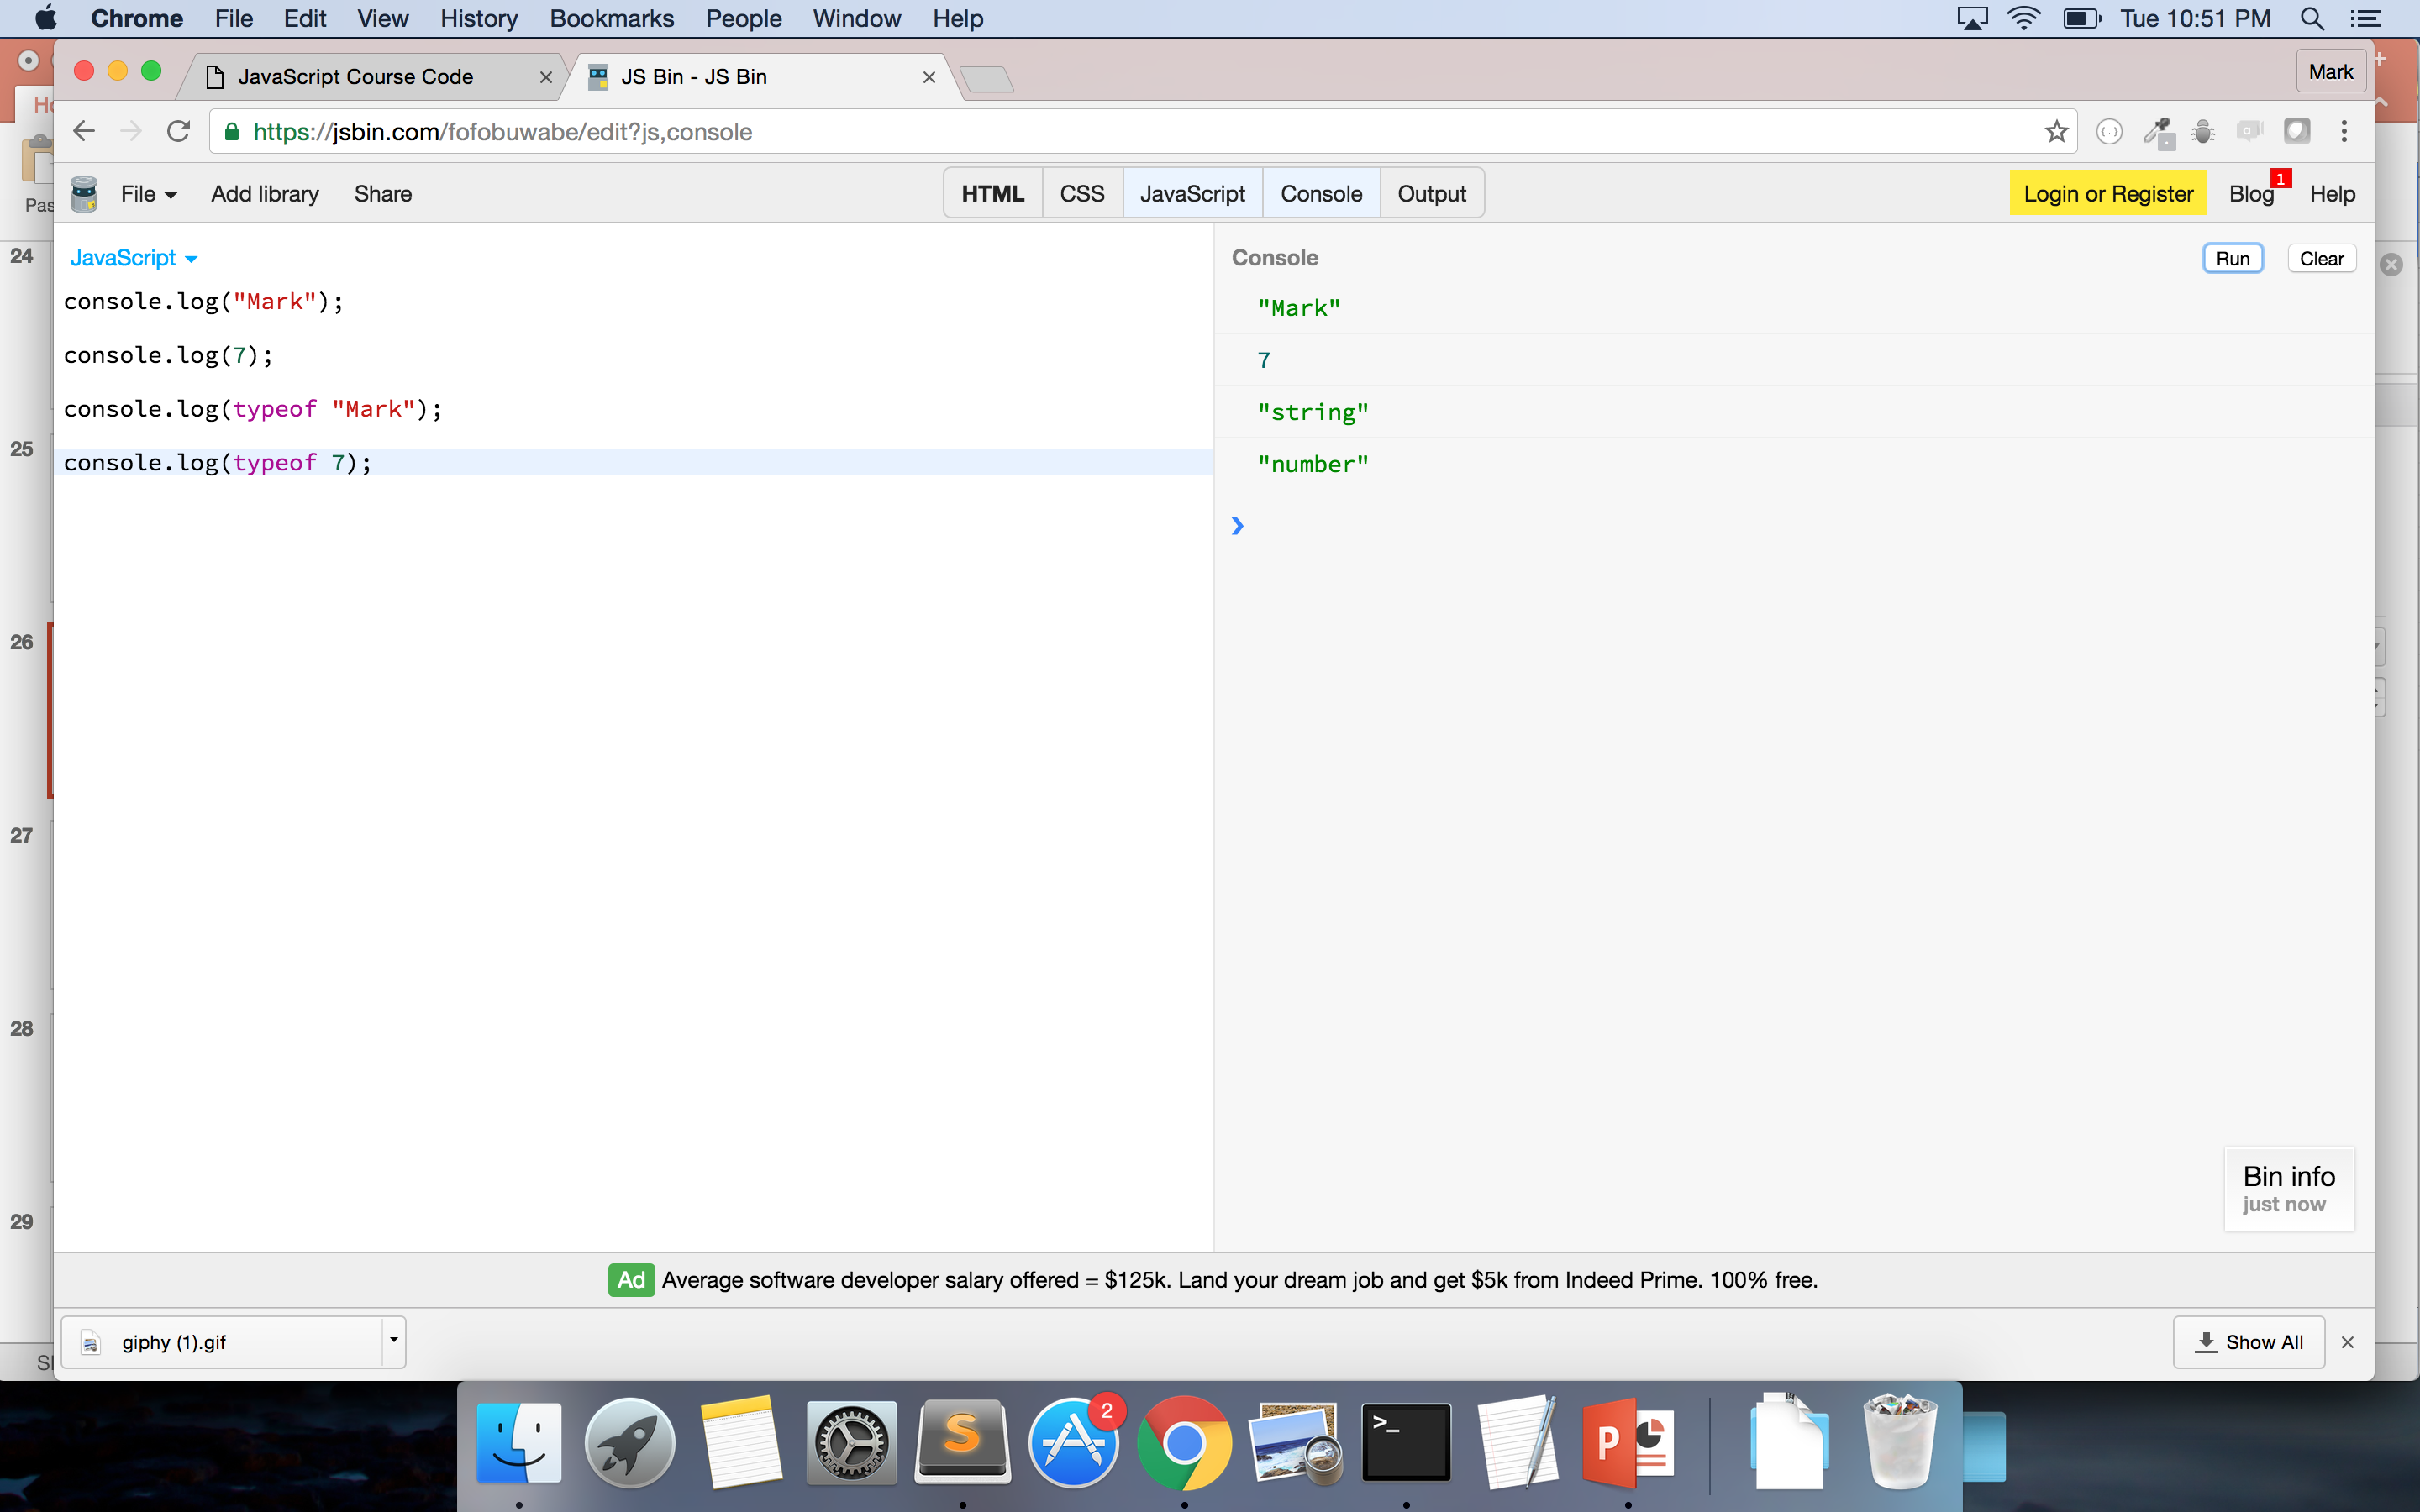 Chrome File Edit View History Bookmarks People Window Help Tue 10:51 PM
JavaScript Course Code JS Bin - JS Bin Mark
https://jsbin.com/fofobuwabe/edit?js,console
File Add library Share HTML CSS JavaScript Console Output Login or Register Blog 1 Help
JavaScript
console.log("Mark");
console.log(7);
console.log(typeof "Mark");
console.log(typeof 7);
Console Run Clear
"Mark"
7
"string"
"number"
24
25
26
27
28
29
Bin info
just now
Ad Average software developer salary offered = $125k. Land your dream job and get $5k from Indeed Prime. 100% free.
giphy (1).gif Show All
2